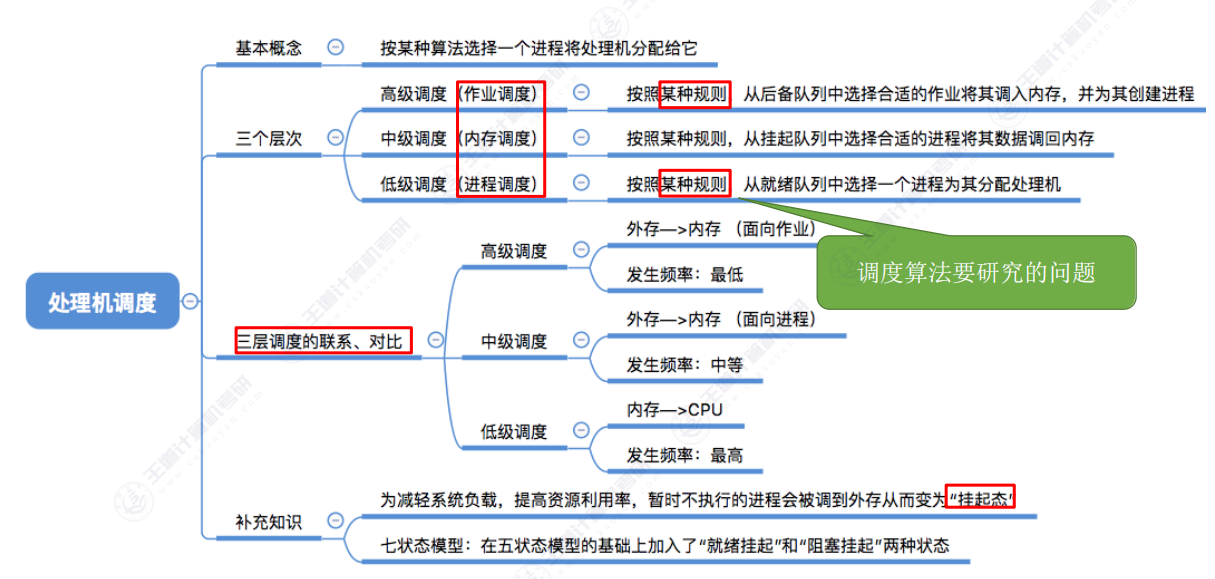 基本概念
按某种算法选择一个进程将处理机分配给它
高级调度（作业调度）
按照某种规则，从后备队列中选择合适的作业将其调入内存，并为其创建进程
三个层次
中级调度（内存调度）
按照某种规则，从挂起队列中选择合适的进程将其数据调回内存
低级调度（进程调度）
按照某种规则，从就绪队列中选择一个进程为其分配处理机
调度算法要研究的问题
处理机调度
三层调度的联系、对比
高级调度
外存—>内存 （面向作业）
发生频率：最低
中级调度
外存—>内存 （面向进程）
发生频率：中等
低级调度
内存—>CPU
发生频率：最高
补充知识
为减轻系统负载，提高资源利用率，暂时不执行的进程会被调到外存从而变为“挂起态”
七状态模型：在五状态模型的基础上加入了“就绪挂起”和“阻塞挂起”两种状态
王道计算机考研